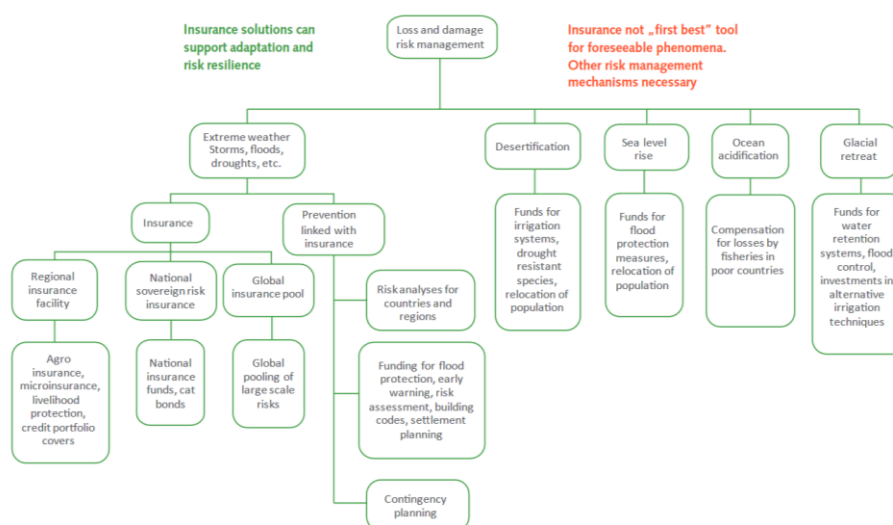 Insurance solutions can
support adaptation and
risk resilience
Loss and damage
risk management
Insurance not „first best" tool
for foreseeable phenomena.
Other risk management
mechanisms necessary
Extreme weather
Storms, floods,
droughts, etc.
Desertification
Sea level
rise
Ocean
acidification
Glacial
retreat
Insurance
Prevention
linked with
insurance
Funds for
irrigation
systems,
drought
resistant
species,
relocation of
population
Funds for
flood
protection
measures,
relocation of
population
Compensation
for losses by
fisheries in
poor countries
Funds for
water
retention
systems, flood
control,
investments in
alternative
irrigation
techniques
Regional
insurance
facility
National
sovereign risk
insurance
Global
insurance pool
Risk analyses for
countries and
regions
Agro
insurance,
microinsurance,
livelihood
protection,
credit portfolio
covers
National
insurance
funds, cat
bonds
Global
pooling of
large scale
risks
Funding for flood
protection, early
warning, risk
assessment, building
codes, settlement
planning
Contingency
planning